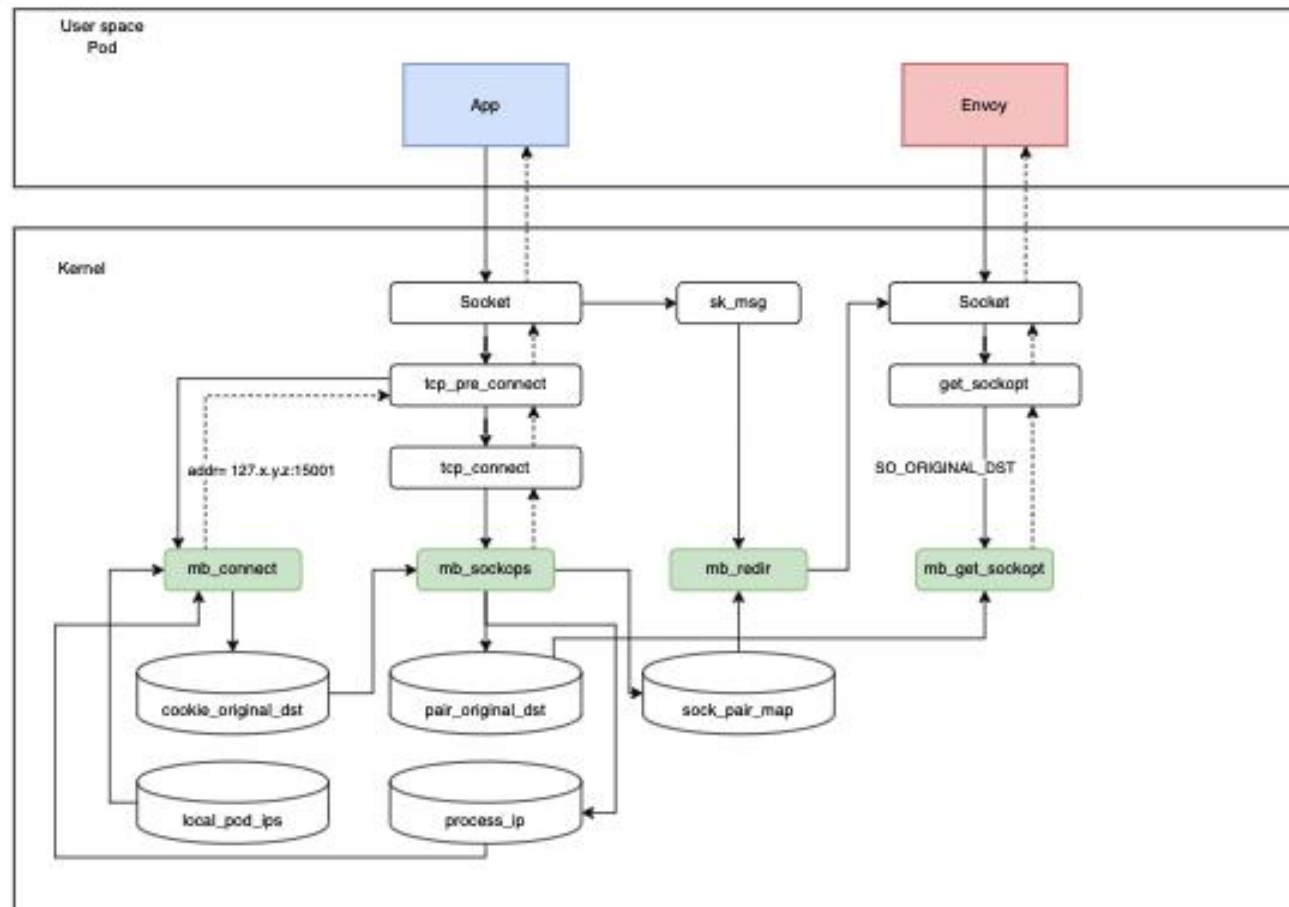 User space
Pod
App
Envoy
Kernel
Socket
sk_msg
Socket
tcp_pre_connect
get_sockopt
tcp_connect
addr= 127.x.y.z:15001
SO_ORIGINAL_DST
mb_connect
mb_sockops
mb_redir
mb_get_sockopt
cookie_original_dst
pair_original_dst
sock_pair_map
local_pod_ips
process_ip